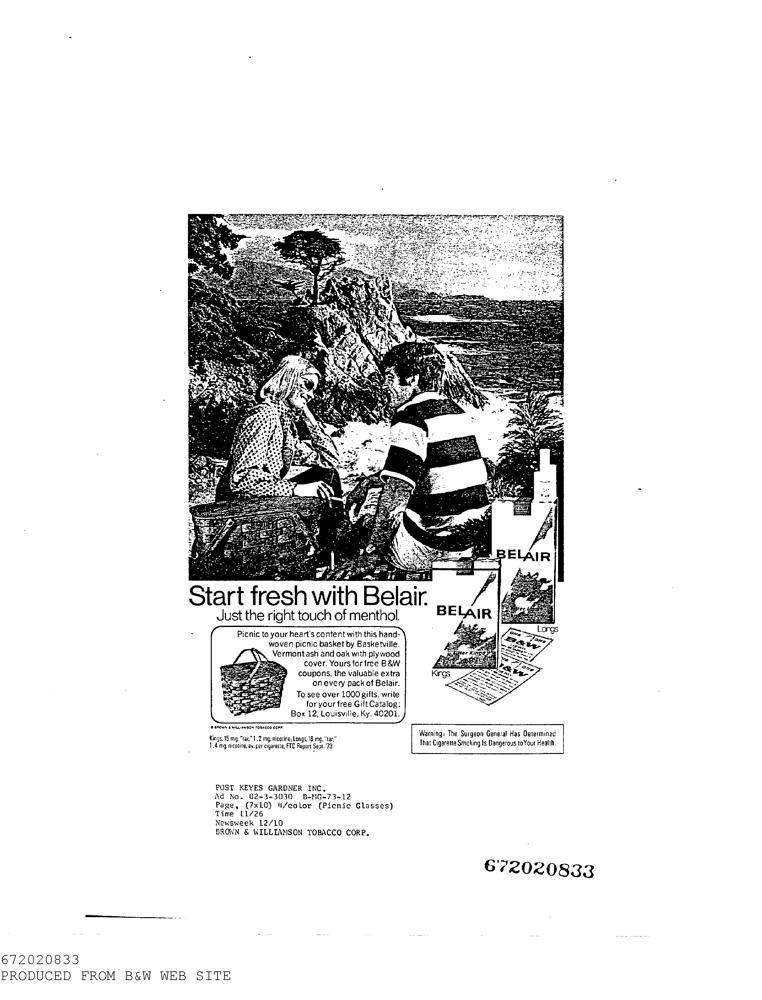 BELAIR
Start fresh with Belair.
Just the right touch of menthol.
BELAIR
Longs
Picnic to your heart's content with this hand-
woven picnic basket by Basketville.
Vermont ash and oak with plywood
cover. Yours for free B&W
coupons, the valuable extra
on every pack of Belair.
To see over 1000 gifts, write
for your free Gift Catalog:
Box 12, Louisville, Ky. 40201.
B&W
B&W
Kings
© BROWN & WILLIAMSON TOBACCO CORP.
Kings, 15 mg. "tar," 1.2 mg. nicotine; Longs, 18 mg. "tar,"
1.4 mg. nicotine, av. per cigarette, FTC Report Sept. '73
Warning: The Surgeon General Has Determined
That Cigarette Smoking Is Dangerous to Your Health.
POST KEYES GARDNER INC.
Ad No. 02-3-3030 B-MG-73-12
Page, (7x10) 4/color (Picnic Glasses)
Time 11/26
Newsweek 12/10
BROWN & WILLIAMSON TOBACCO CORP.
672020833
672020833
PRODUCED FROM B&W WEB SITE